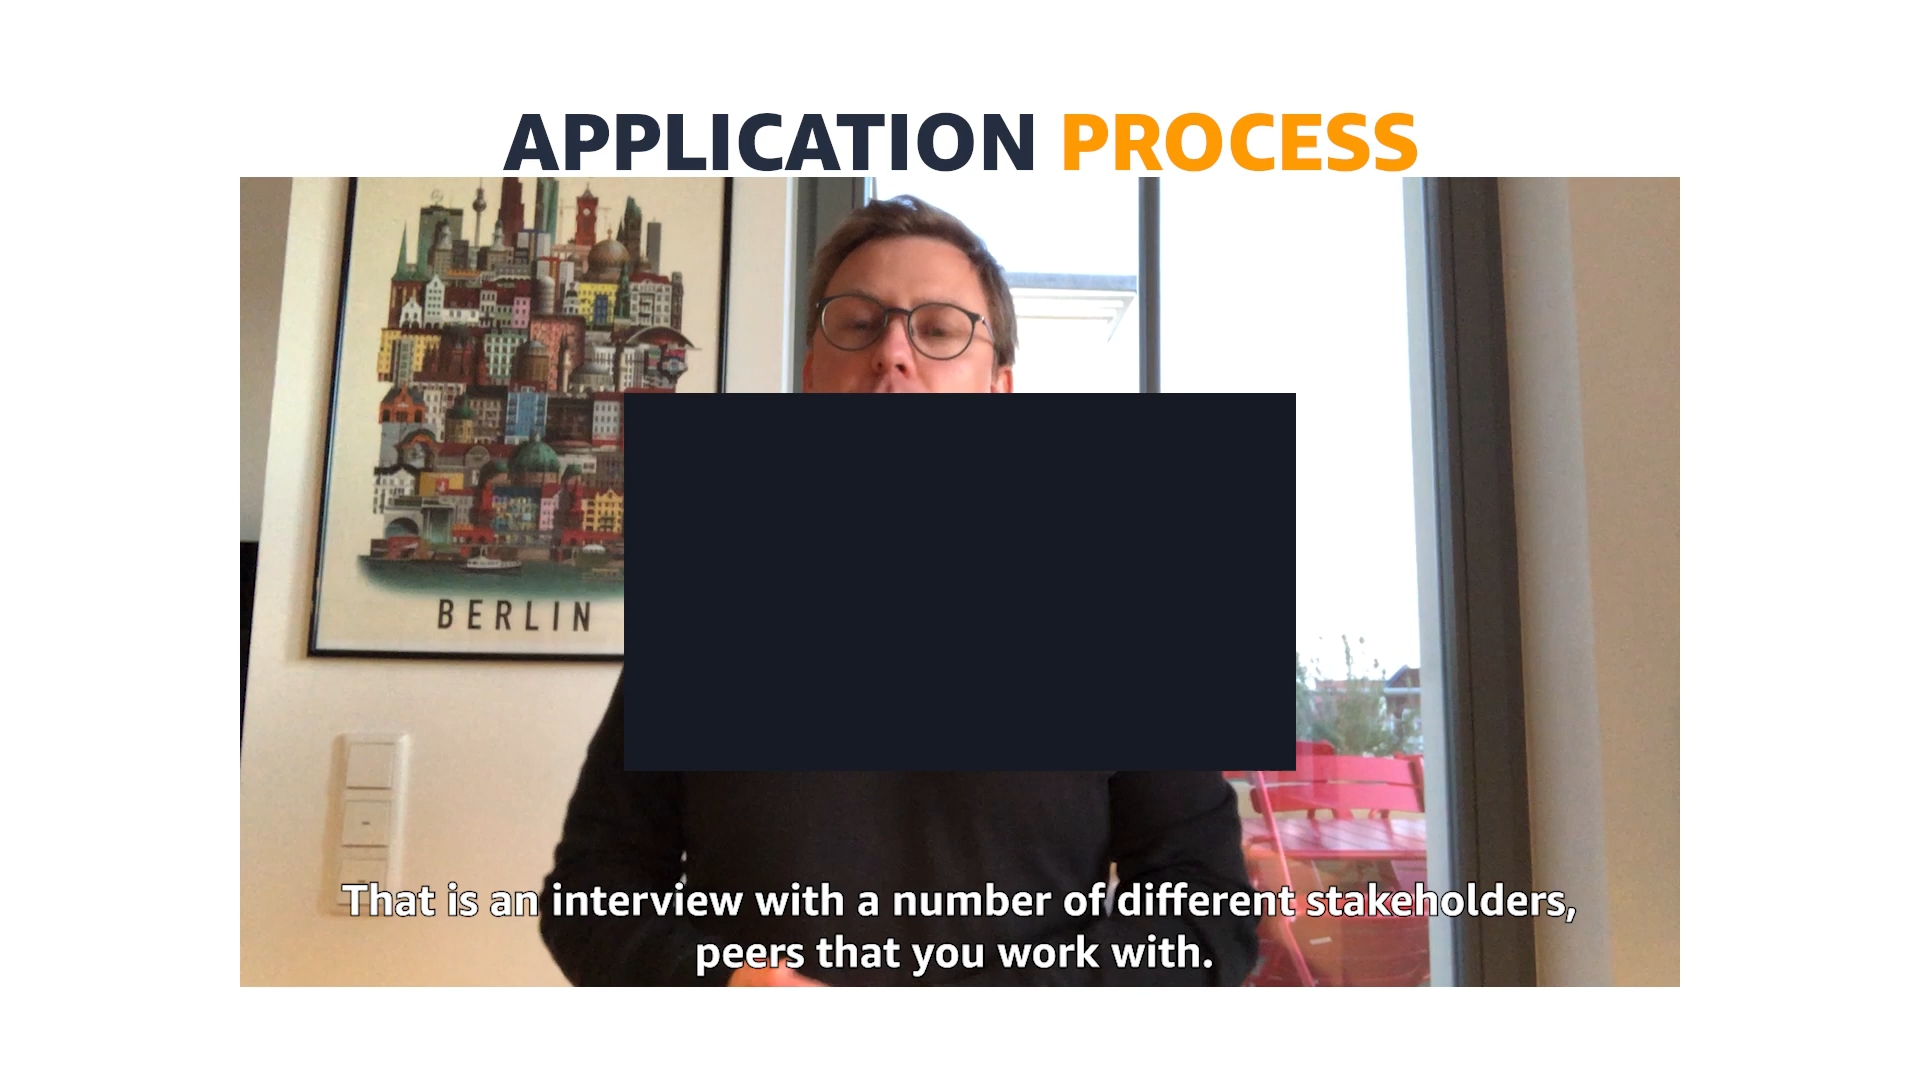 APPLICATION PROCESS
BERLIN
That is an interview with a number of different stakeholders,
peers that you work with.